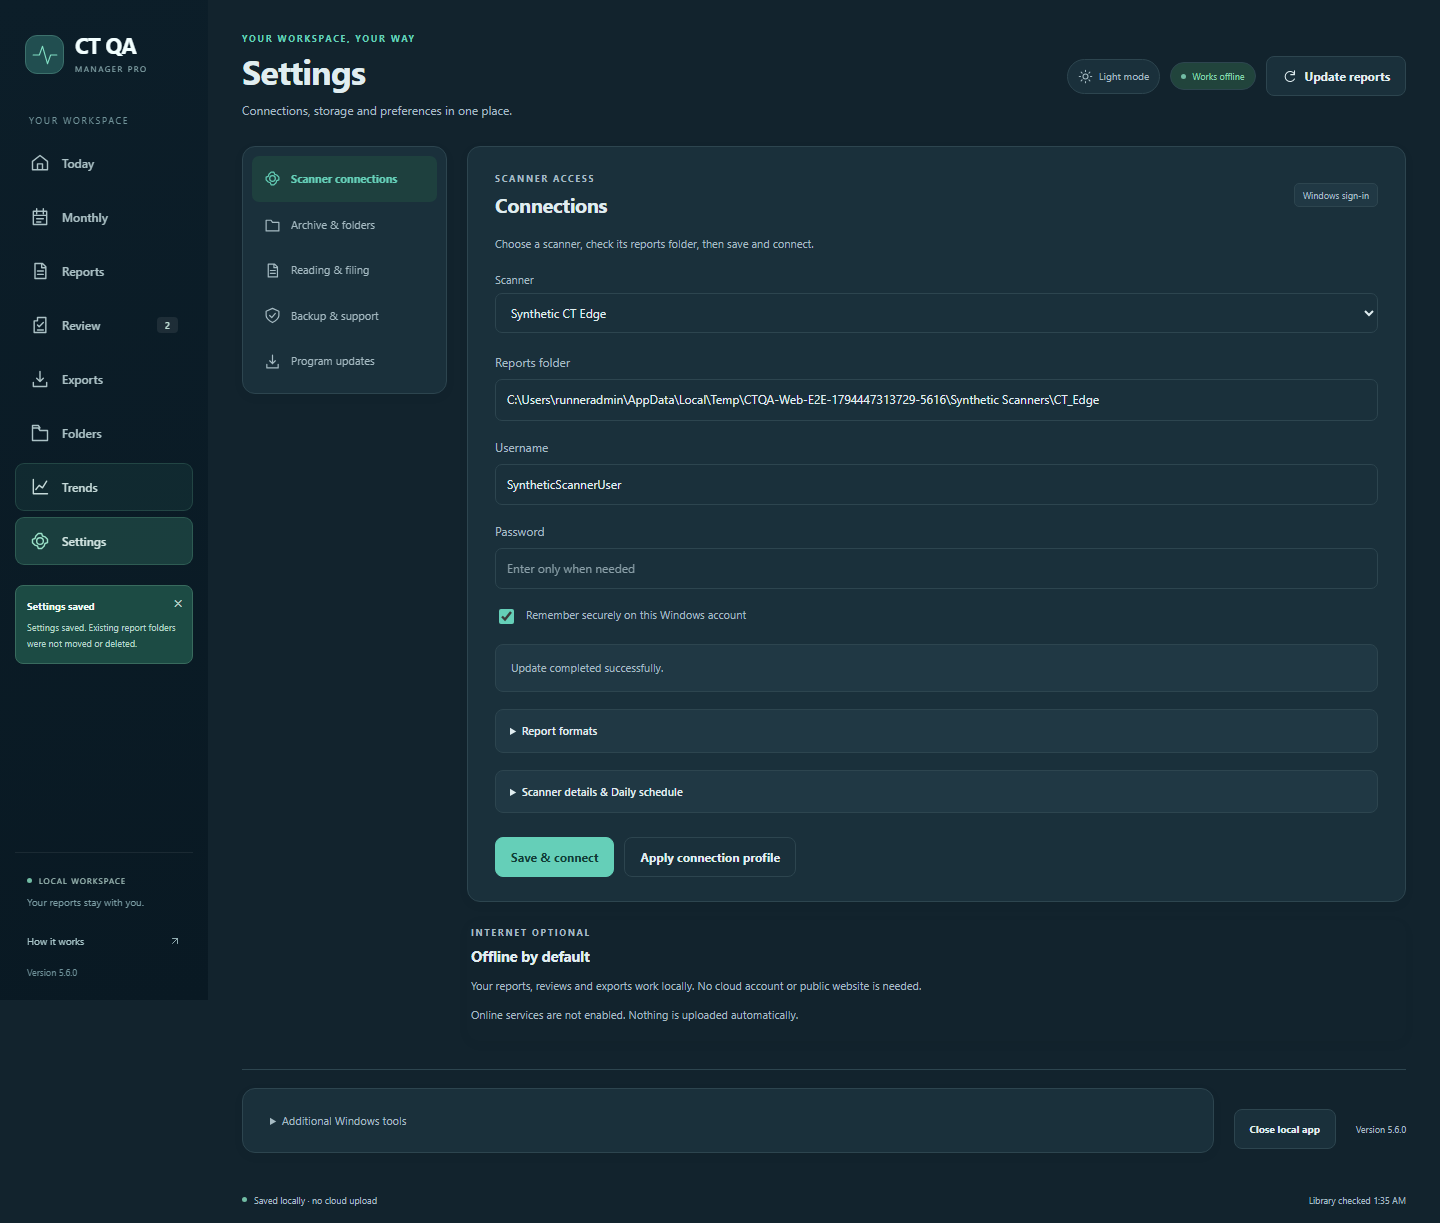 CT QA
MANAGER PRO
YOUR WORKSPACE
Today
Monthly
Reports
Review 2
Exports
Folders
Trends
Settings
Settings saved
Settings saved. Existing report folders
were not moved or deleted.
LOCAL WORKSPACE
Your reports stay with you.
How it works
Version 5.6.0
YOUR WORKSPACE, YOUR WAY
Settings
Connections, storage and preferences in one place.
Light mode
Works offline
Update reports
Scanner connections
Archive & folders
Reading & filing
Backup & support
Program updates
SCANNER ACCESS
Connections
Windows sign-in
Choose a scanner, check its reports folder, then save and connect.
Scanner
Synthetic CT Edge
Reports folder
C:\Users\runneradmin\AppData\Local\Temp\CTQA-Web-E2E-1794447313729-5616\Synthetic Scanners\CT_Edge
Username
SyntheticScannerUser
Password
Enter only when needed
Remember securely on this Windows account
Update completed successfully.
Report formats
Scanner details & Daily schedule
Save & connect
Apply connection profile
INTERNET OPTIONAL
Offline by default
Your reports, reviews and exports work locally. No cloud account or public website is needed.
Online services are not enabled. Nothing is uploaded automatically.
Additional Windows tools
Close local app
Version 5.6.0
Saved locally · no cloud upload
Library checked 1:35 AM